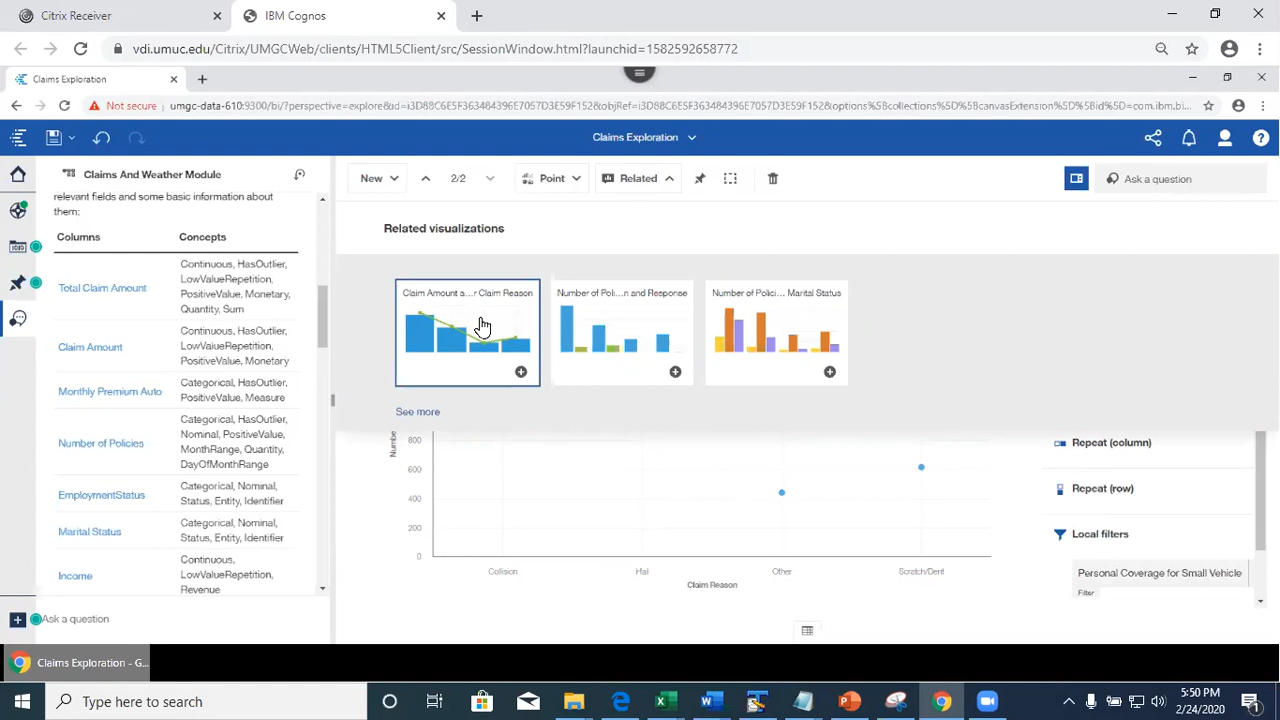 Citrix Receiver
IBM Cognos
vdi.umuc.edu/Citrix/UMGCWeb/clients/HTML5Client/src/SessionWindow.html?launchid=1582592658772
Claims Exploration
Not secure
umgc-data-610:9300/bi/?perspective=explore&id=i3D88C6E5F363484396E7057D3E59F152&objRef=i3D88C6E5F363484396E7057D3E59F152&options%5Bcollections%5D%5BcanvasExtension%5D%5Bid%5D=com.ibm.bi...
Claims Exploration
Claims And Weather Module
New
2/2
Point
Related
Ask a question
relevant fields and some basic information about
them:
Columns Concepts
Total Claim Amount
Continuous, HasOutlier,
LowValueRepetition,
PositiveValue, Monetary,
Quantity, Sum
Claim Amount
Continuous, HasOutlier,
LowValueRepetition,
PositiveValue, Monetary
Monthly Premium Auto
Categorical, HasOutlier,
PositiveValue, Measure
Number of Policies
Categorical, HasOutlier,
Nominal, PositiveValue,
MonthRange, Quantity,
DayOfMonthRange
EmploymentStatus
Categorical, Nominal,
Status, Entity, Identifier
Marital Status
Categorical, Nominal,
Status, Entity, Identifier
Income
Continuous,
LowValueRepetition,
Revenue
Ask a question
Related visualizations
Claim Amount a...r Claim Reason
Number of Poli...n and Response
Number of Polici... Marital Status
See more
Number
800
600
400
200
0
Collision
Hail
Other
Scratch/Dent
Claim Reason
Repeat (column)
Repeat (row)
Local filters
Personal Coverage for Small Vehicle
Filter
Claims Exploration - G...
Type here to search
5:50 PM
2/24/2020
1